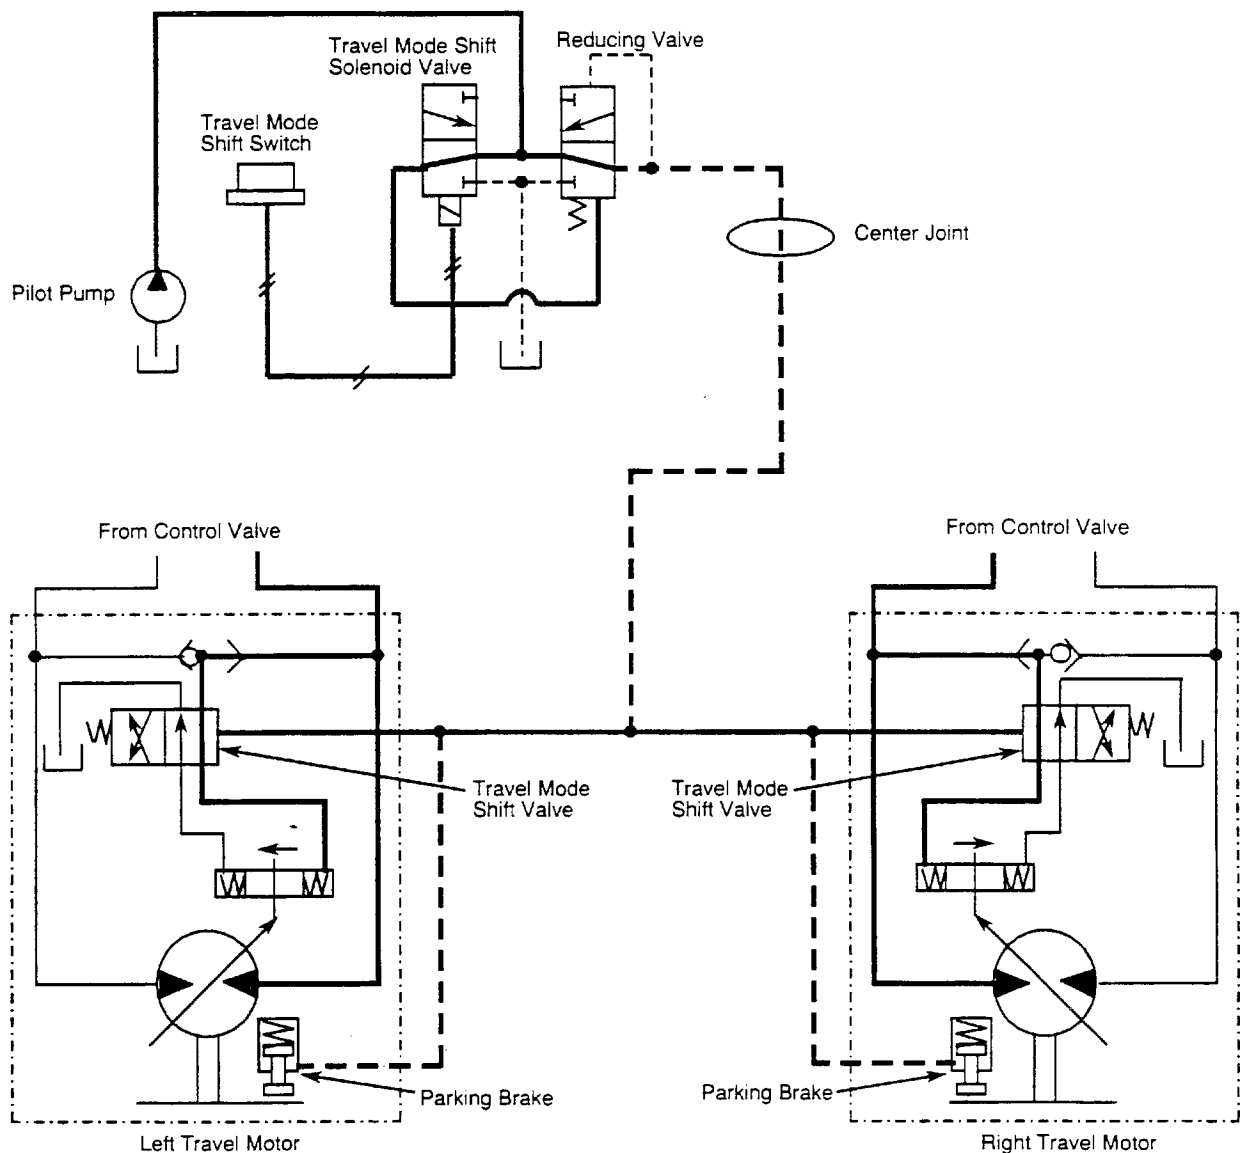 Travel Mode Shift
Solenoid Valve
Reducing Valve
Travel Mode
Shift Switch
Center Joint
Pilot Pump
From Control Valve
From Control Valve
Travel Mode
Shift Valve
Travel Mode
Shift Valve
Parking Brake
Parking Brake
Left Travel Motor
Right Travel Motor